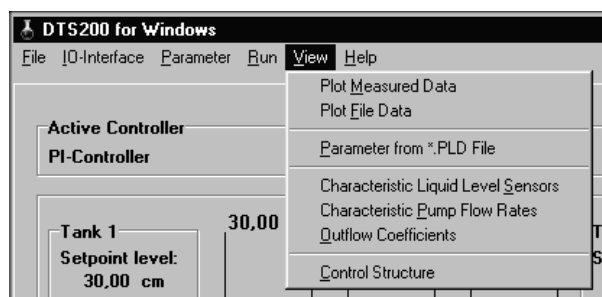 DTS200 for Windows
File IO-Interface Parameter Run View Help
Plot Measured Data
Plot File Data
Parameter from *.PLD File
Characteristic Liquid Level Sensors
Characteristic Pump Flow Rates
Outflow Coefficients
Control Structure
Active Controller
PI-Controller
Tank 1
Setpoint level:
30,00 cm
30,00